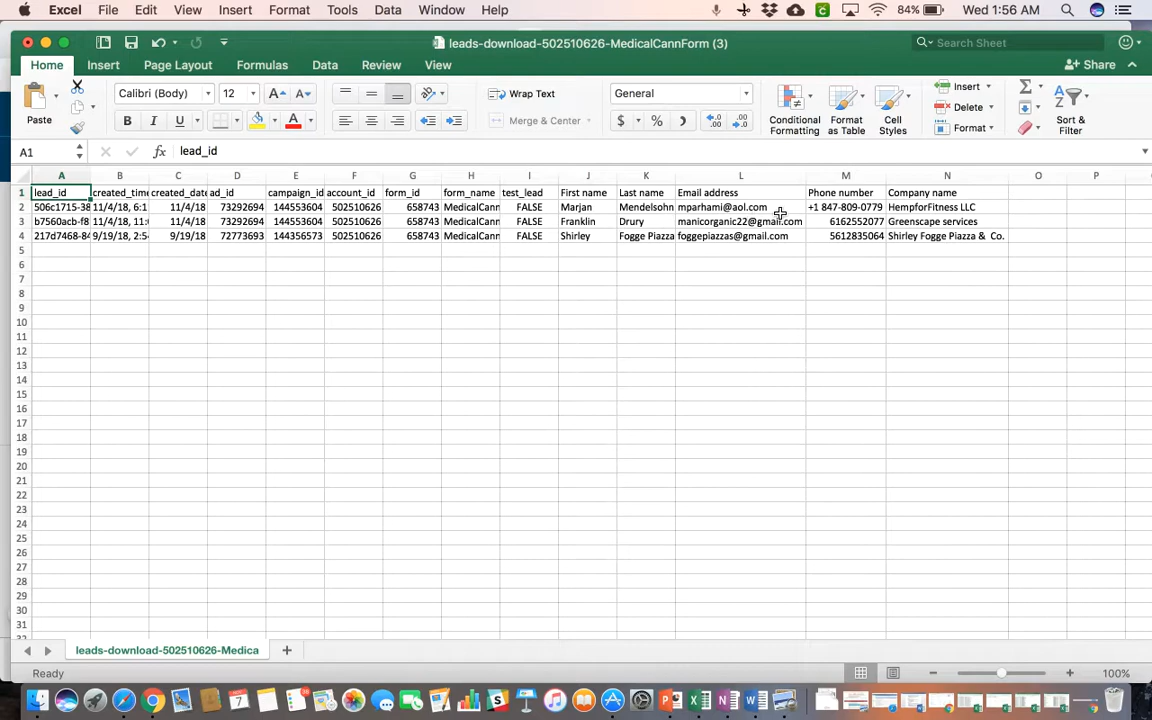 Excel File Edit View Insert Format Tools Data Window Help 84% Wed 1:56 AM
leads-download-502510626-MedicalCannForm (3) Search Sheet
Home Insert Page Layout Formulas Data Review View Share
Paste Calibri (Body) 12 A A Wrap Text General Conditional Formatting Format as Table Cell Styles Insert Delete Format Sort & Filter
B I U A Merge & Center $ % )
A1 fx lead_id
A B C D E F G H I J K L M N O P
1 lead_id created_time created_date ad_id campaign_id account_id form_id form_name test_lead First name Last name Email address Phone number Company name
2 506c1715-38 11/4/18, 6:1 11/4/18 73292694 144553604 502510626 658743 MedicalCann FALSE Marjan Mendelsohn mparhami@aol.com +1 847-809-0779 HempforFitness LLC
3 b7560acb-f8 11/4/18, 11: 11/4/18 73292694 144553604 502510626 658743 MedicalCann FALSE Franklin Drury manicorganic22@gmail.com 6162552077 Greenscape services
4 217d7468-84 9/19/18, 2:5 9/19/18 72773693 144356573 502510626 658743 MedicalCann FALSE Shirley Fogge Piazza foggepiazzas@gmail.com 5612835064 Shirley Fogge Piazza & Co.
5
6
7
8
9
10
11
12
13
14
15
16
17
18
19
20
21
22
23
24
25
26
27
28
29
30
31
leads-download-502510626-Medica
Ready 100%